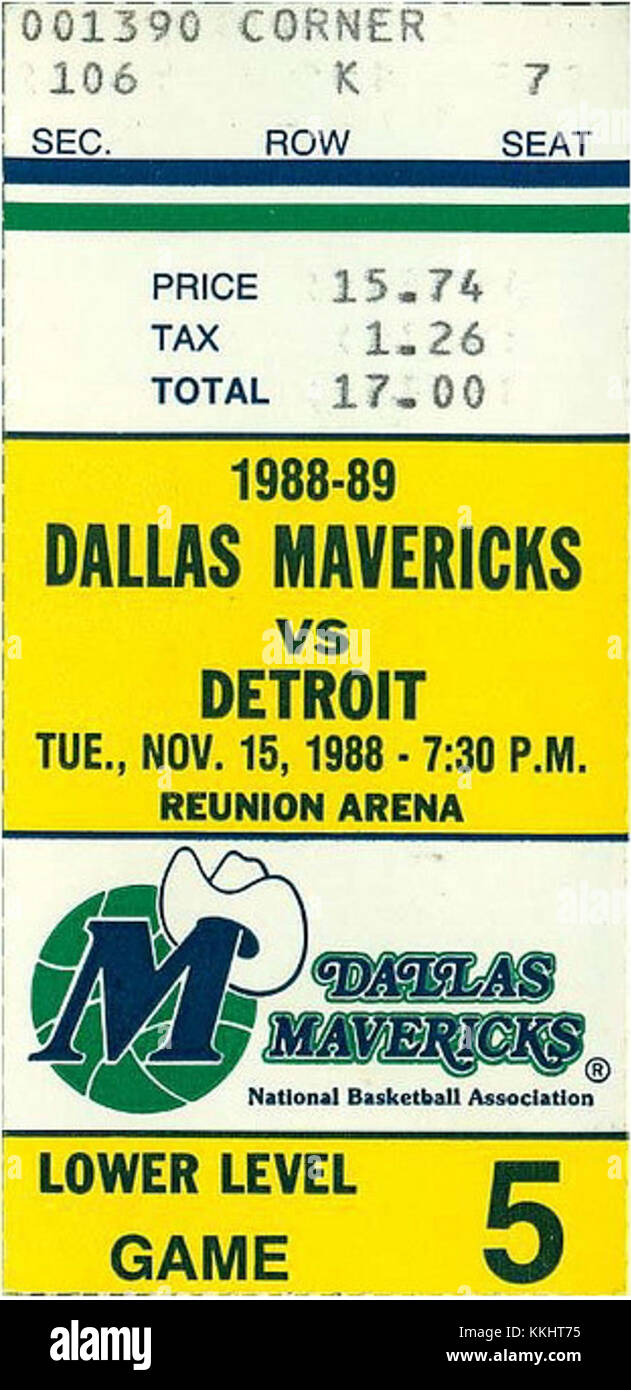 001390 CORNER
106 K 7
SEC. ROW SEAT
PRICE 15.74
TAX 1.26
TOTAL 17.00
1988-89
DALLAS MAVERICKS
VS
DETROIT
TUE., NOV. 15, 1988 - 7:30 P.M.
REUNION ARENA
M DALLAS
MAVERICKS®
National Basketball Association
LOWER LEVEL
GAME 5
alamy
Image ID: KKHT75
www.alamy.com